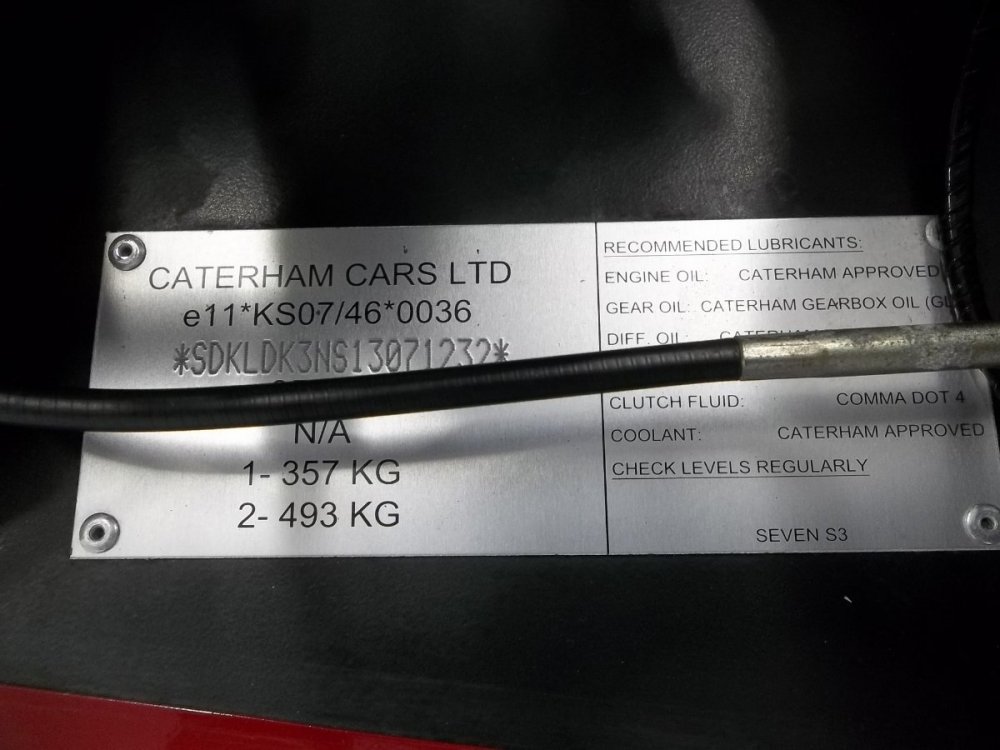 CATERHAM CARS LTD
e11*KS07/46*0036
*SDKLDK3NS13071232*
N/A
1- 357 KG
2- 493 KG
RECOMMENDED LUBRICANTS:
ENGINE OIL: CATERHAM APPROVED
GEAR OIL: CATERHAM GEARBOX OIL
DIFF. OIL: CATERHAM
CLUTCH FLUID: COMMA DOT 4
COOLANT: CATERHAM APPROVED
CHECK LEVELS REGULARLY
SEVEN S3